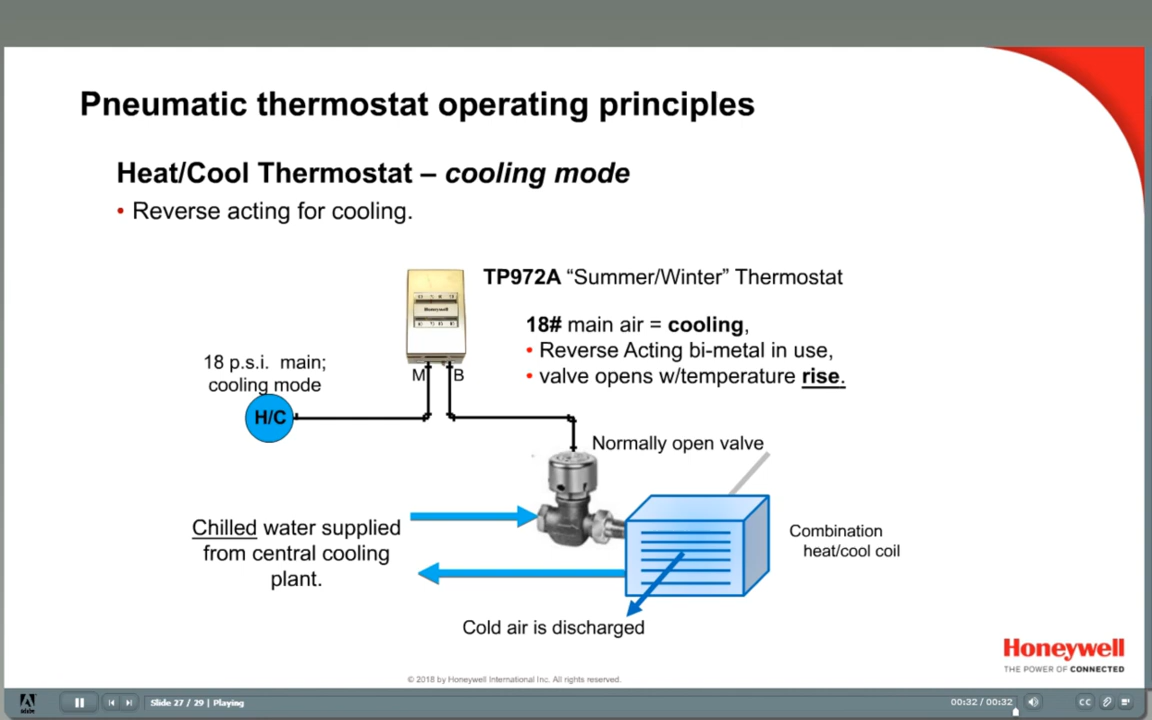 Pneumatic thermostat operating principles
Heat/Cool Thermostat – cooling mode
• Reverse acting for cooling.
TP972A “Summer/Winter” Thermostat
Honeywell
18# main air = cooling,
• Reverse Acting bi-metal in use,
• valve opens w/temperature rise.
18 p.s.i. main;
cooling mode
M
B
H/C
Normally open valve
Chilled water supplied
from central cooling
plant.
Combination
heat/cool coil
Cold air is discharged
Honeywell
THE POWER OF CONNECTED
© 2018 by Honeywell International Inc. All rights reserved.
Adobe
Slide 27 / 29 | Playing
00:32 / 00:32
CC